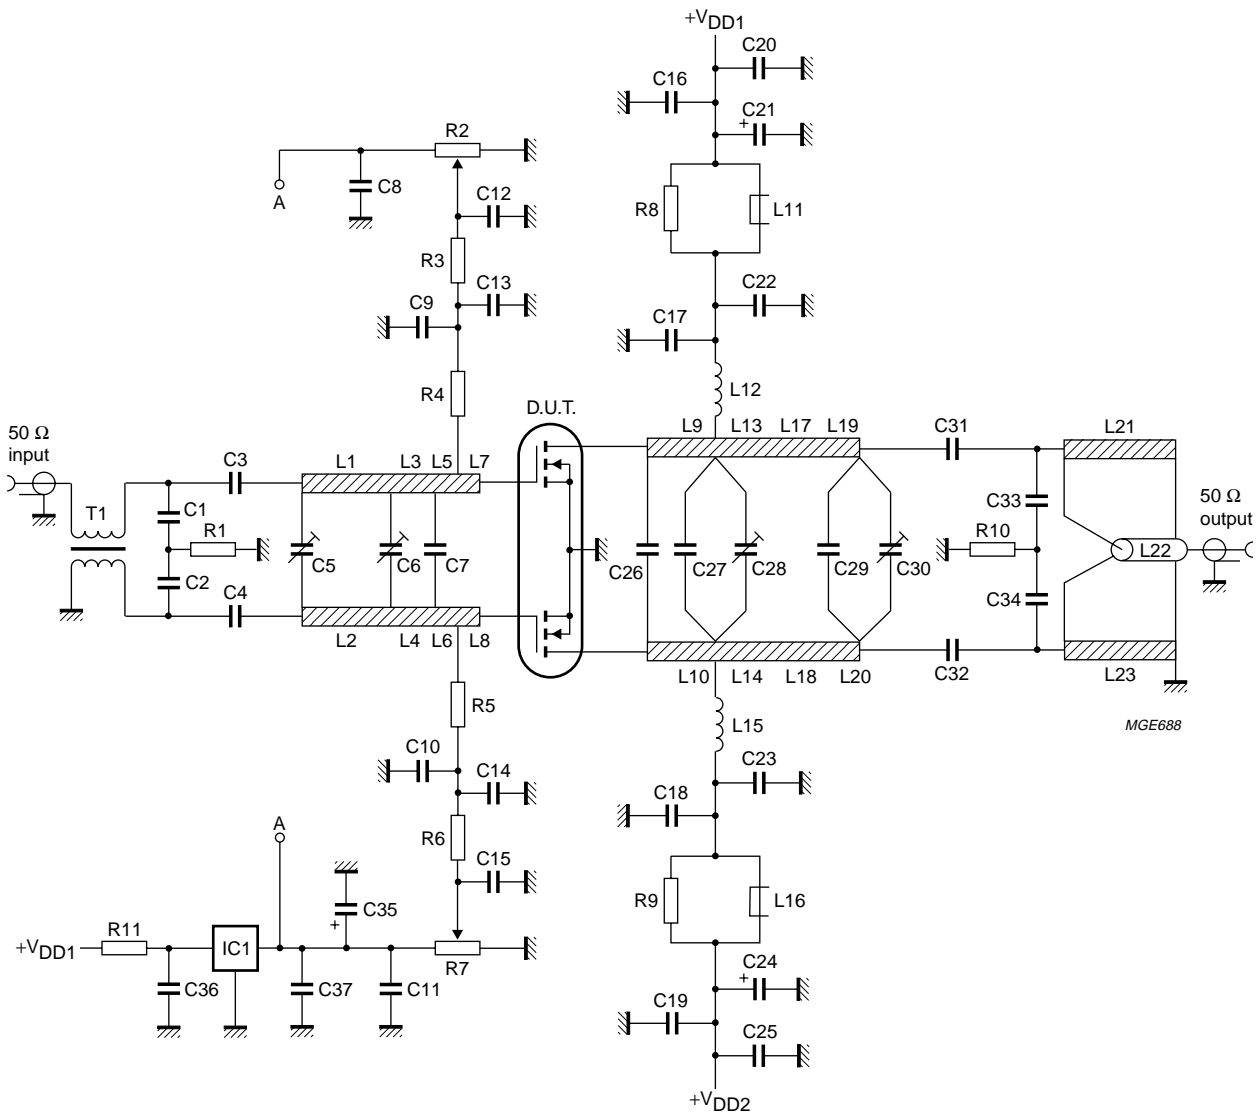 +VDD1
C20
C16
C21
R2
C8
A
C12
R8
L11
R3
C13
C9
C22
C17
R4
L12
D.U.T.
50 Ω
input
L9 L13 L17 L19
C31
L21
L1 L3 L5 L7
C3
T1
C1
R1
C33
50 Ω
output
R10
L22
C5
C6
C7
C26
C27
C28
C29
C30
C2
C4
C34
L2 L4 L6 L8
L10 L14 L18 L20
C32
L23
R5
L15
MGE688
C10
C14
C23
C18
A
R6
C15
R9
L16
C35
+
+VDD1
R11
IC1
R7
C24
+
C36
C37
C11
C19
C25
+VDD2
+